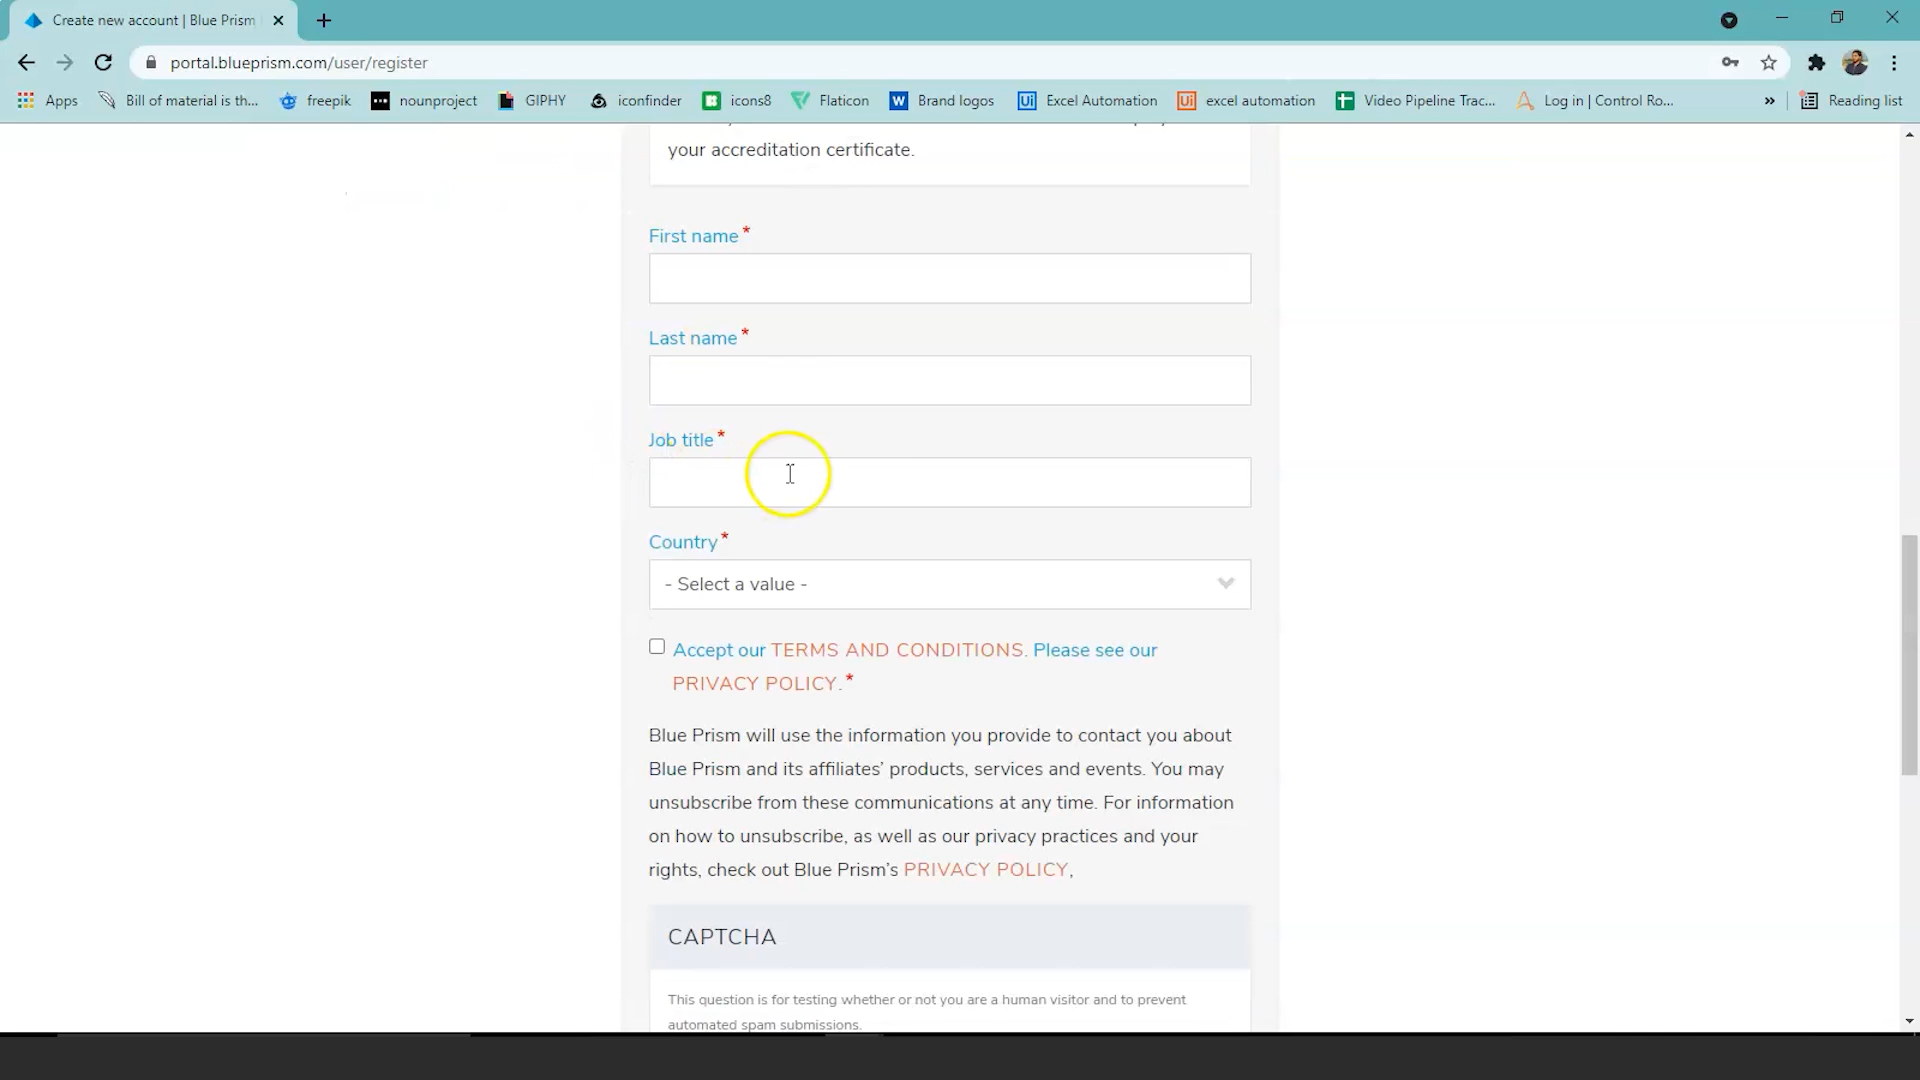 Create new account | Blue Prism
portal.blueprism.com/user/register
Apps
Bill of material is th...
freepik
nounproject
GIPHY
iconfinder
icons8
Flaticon
Brand logos
Excel Automation
excel automation
Video Pipeline Trac...
Log in | Control Ro...
»
Reading list
your accreditation certificate.
First name *
Last name *
Job title *
Country *
- Select a value -
Accept our TERMS AND CONDITIONS. Please see our
PRIVACY POLICY. *
Blue Prism will use the information you provide to contact you about
Blue Prism and its affiliates’ products, services and events. You may
unsubscribe from these communications at any time. For information
on how to unsubscribe, as well as our privacy practices and your
rights, check out Blue Prism’s PRIVACY POLICY,
CAPTCHA
This question is for testing whether or not you are a human visitor and to prevent
automated spam submissions.